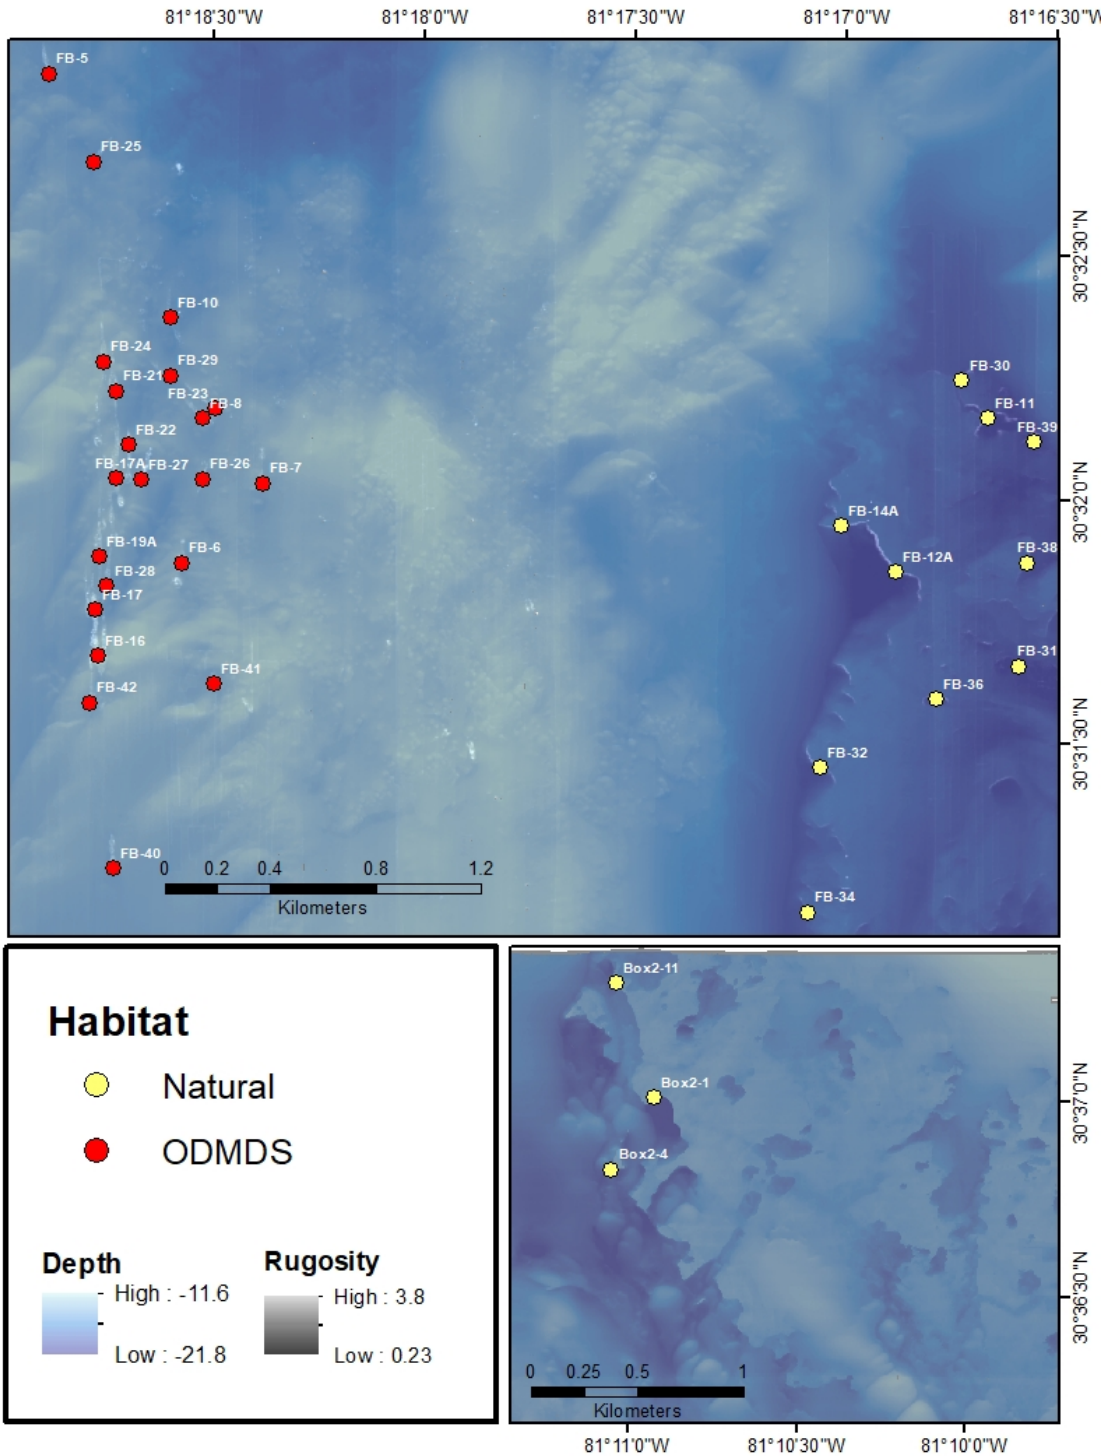 81°18'30"W 81°18'0"W 81°17'30"W 81°17'0"W 81°16'30"W
FB-5
FB-25
30°32'30"N
FB-10
FB-24
FB-29
FB-30
FB-21
FB-23
FB-8
FB-11
FB-39
FB-22
FB-17A
FB-27
FB-26
FB-7
30°32'0"N
FB-14A
FB-19A
FB-6
FB-12A
FB-38
FB-28
FB-17
FB-16
FB-41
FB-31
FB-42
FB-36
30°31'30"N
FB-32
FB-40
0 0.2 0.4 0.8 1.2
Kilometers
FB-34
Habitat
Natural
ODMDS
Depth
High : -11.6
Low : -21.8
Rugosity
High : 3.8
Low : 0.23
Box2-11
Box2-1
30°37'0"N
Box2-4
30°36'30"N
0 0.25 0.5 1
Kilometers
81°11'0"W 81°10'30"W 81°10'0"W